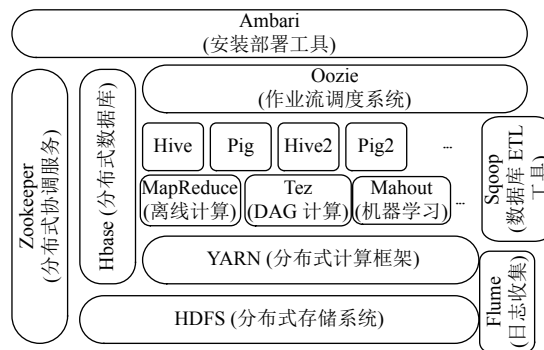 Ambari
(安装部署工具)
Oozie
(作业流调度系统)
Zookeeper
(分布式协调服务)
Hbase (分布式数据库)
Hive
Pig
Hive2
Pig2
...
MapReduce
(离线计算)
Tez
(DAG 计算)
Mahout
(机器学习)
...
Sqoop
(数据库 ETL
工具)
YARN (分布式计算框架)
HDFS (分布式存储系统)
Flume
(日志收集)